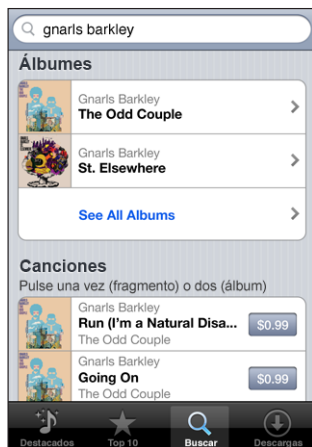 gnarls barkley
Álbumes
Gnarls Barkley
The Odd Couple
Gnarls Barkley
St. Elsewhere
See All Albums
Canciones
Pulse una vez (fragmento) o dos (álbum)
Gnarls Barkley
Run (I'm a Natural Disa...
$0.99
The Odd Couple
Gnarls Barkley
Going On
$0.99
The Odd Couple
Destacados
Top 10
Buscar
Descargas